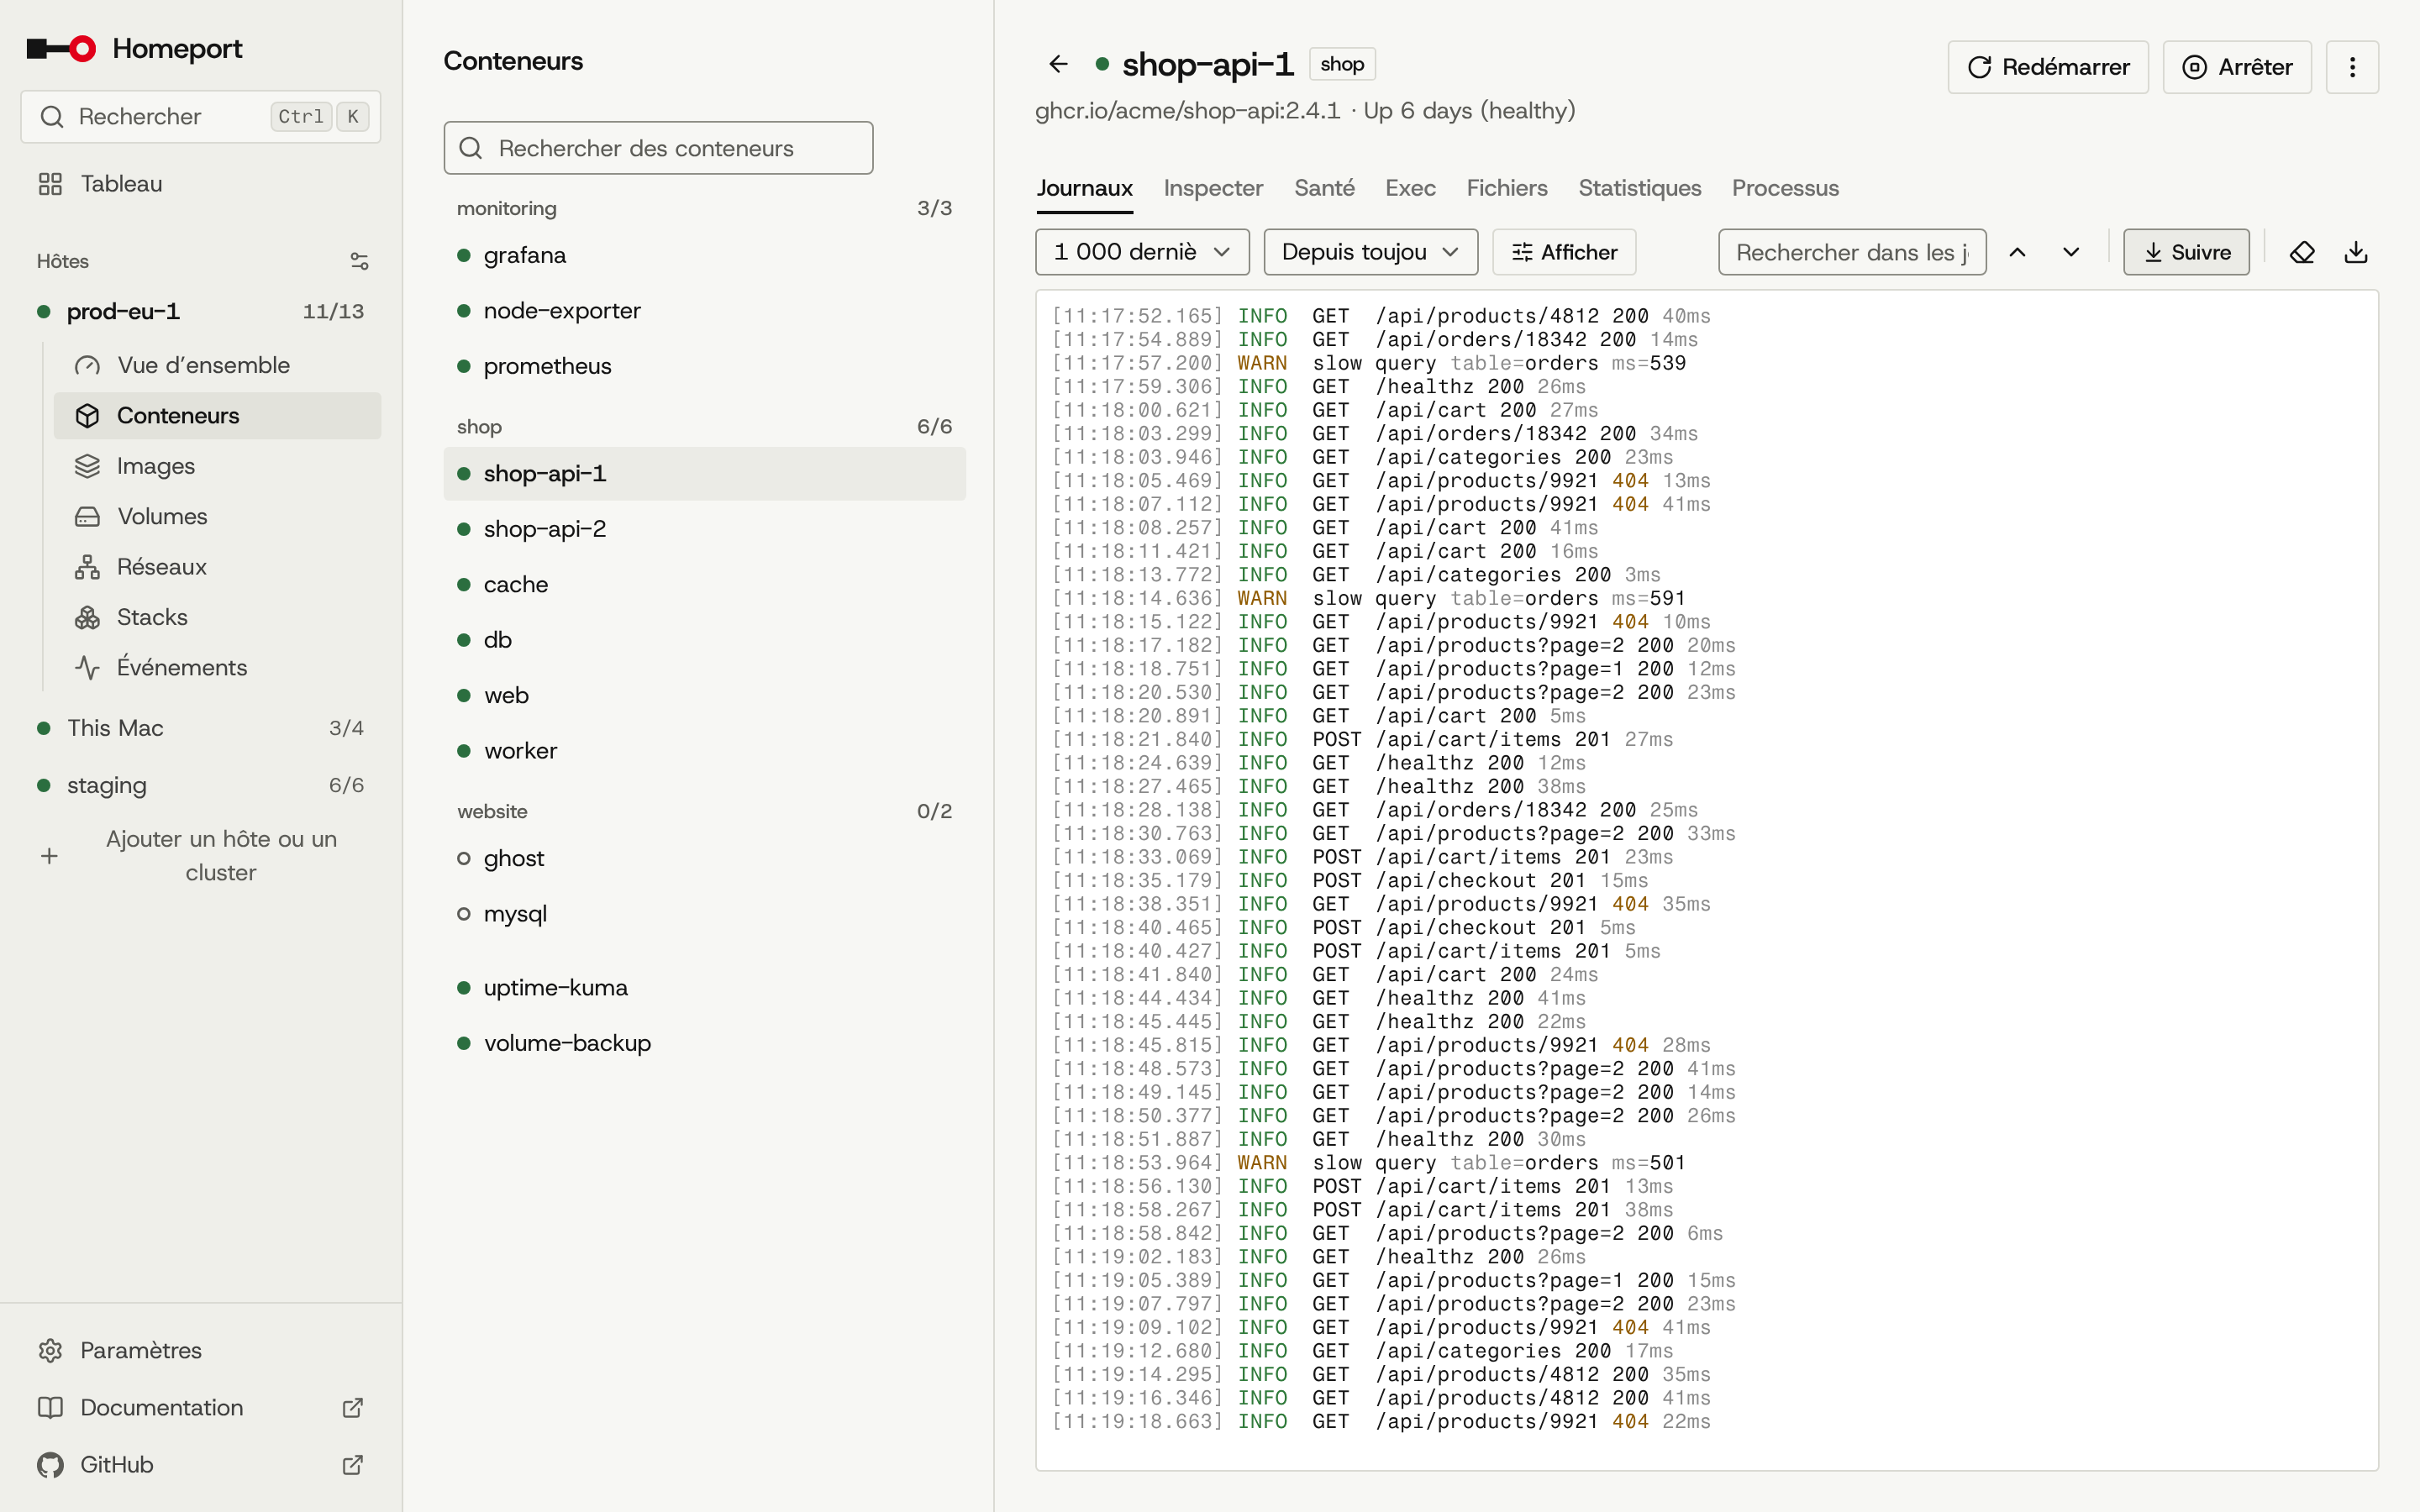 Homeport
Rechercher Ctrl K
Tableau
Hôtes
prod-eu-1 11/13
Vue d’ensemble
Conteneurs
Images
Volumes
Réseaux
Stacks
Événements
This Mac 3/4
staging 6/6
Ajouter un hôte ou un
cluster
Paramètres
Documentation
GitHub
Conteneurs
Rechercher des conteneurs
monitoring 3/3
grafana
node-exporter
prometheus
shop 6/6
shop-api-1
shop-api-2
cache
db
web
worker
website 0/2
ghost
mysql
uptime-kuma
volume-backup
shop-api-1 shop
Redémarrer Arrêter
ghcr.io/acme/shop-api:2.4.1 · Up 6 days (healthy)
Journaux Inspecter Santé Exec Fichiers Statistiques Processus
1 000 derniè Depuis toujou Afficher Rechercher dans les j Suivre
[11:17:52.165] INFO GET /api/products/4812 200 40ms
[11:17:54.889] INFO GET /api/orders/18342 200 14ms
[11:17:57.200] WARN slow query table=orders ms=539
[11:17:59.306] INFO GET /healthz 200 26ms
[11:18:00.621] INFO GET /api/cart 200 27ms
[11:18:03.299] INFO GET /api/orders/18342 200 34ms
[11:18:03.946] INFO GET /api/categories 200 23ms
[11:18:05.469] INFO GET /api/products/9921 404 13ms
[11:18:07.112] INFO GET /api/products/9921 404 41ms
[11:18:08.257] INFO GET /api/cart 200 41ms
[11:18:11.421] INFO GET /api/cart 200 16ms
[11:18:13.772] INFO GET /api/categories 200 3ms
[11:18:14.636] WARN slow query table=orders ms=591
[11:18:15.122] INFO GET /api/products/9921 404 10ms
[11:18:17.182] INFO GET /api/products?page=2 200 20ms
[11:18:18.751] INFO GET /api/products?page=1 200 12ms
[11:18:20.530] INFO GET /api/products?page=2 200 23ms
[11:18:20.891] INFO GET /api/cart 200 5ms
[11:18:21.840] INFO POST /api/cart/items 201 27ms
[11:18:24.639] INFO GET /healthz 200 12ms
[11:18:27.465] INFO GET /healthz 200 38ms
[11:18:28.138] INFO GET /api/orders/18342 200 25ms
[11:18:30.763] INFO GET /api/products?page=2 200 33ms
[11:18:33.069] INFO POST /api/cart/items 201 23ms
[11:18:35.179] INFO POST /api/checkout 201 15ms
[11:18:38.351] INFO GET /api/products/9921 404 35ms
[11:18:40.465] INFO POST /api/checkout 201 5ms
[11:18:40.427] INFO POST /api/cart/items 201 5ms
[11:18:41.840] INFO GET /api/cart 200 24ms
[11:18:44.434] INFO GET /healthz 200 41ms
[11:18:45.445] INFO GET /healthz 200 22ms
[11:18:45.815] INFO GET /api/products/9921 404 28ms
[11:18:48.573] INFO GET /api/products?page=2 200 41ms
[11:18:49.145] INFO GET /api/products?page=2 200 14ms
[11:18:50.377] INFO GET /api/products?page=2 200 26ms
[11:18:51.887] INFO GET /healthz 200 30ms
[11:18:53.964] WARN slow query table=orders ms=501
[11:18:56.130] INFO POST /api/cart/items 201 13ms
[11:18:58.267] INFO POST /api/cart/items 201 38ms
[11:18:58.842] INFO GET /api/products?page=2 200 6ms
[11:19:02.183] INFO GET /healthz 200 26ms
[11:19:05.389] INFO GET /api/products?page=1 200 15ms
[11:19:07.797] INFO GET /api/products?page=2 200 23ms
[11:19:09.102] INFO GET /api/products/9921 404 41ms
[11:19:12.680] INFO GET /api/categories 200 17ms
[11:19:14.295] INFO GET /api/products/4812 200 35ms
[11:19:16.346] INFO GET /api/products/4812 200 41ms
[11:19:18.663] INFO GET /api/products/9921 404 22ms